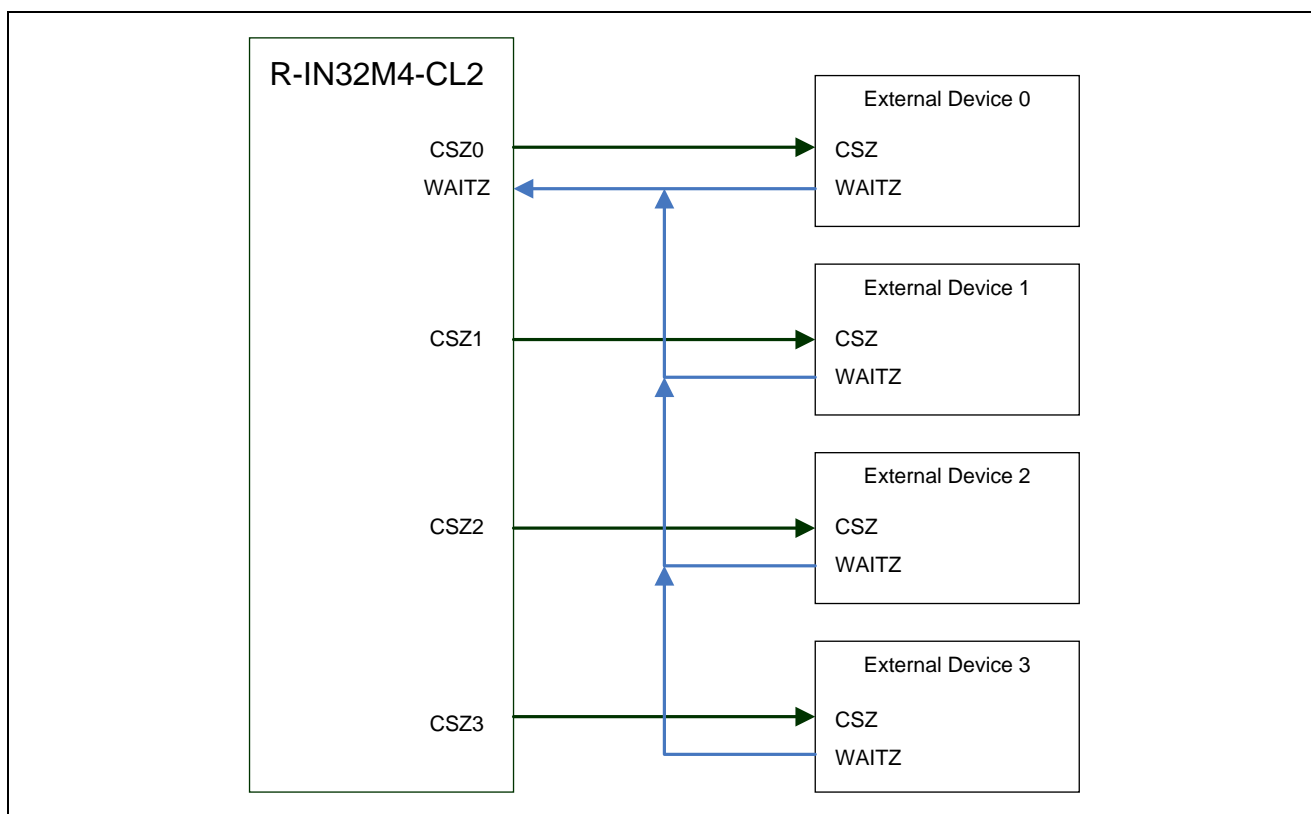 R-IN32M4-CL2
CSZ0
WAITZ
CSZ1
CSZ2
CSZ3
External Device 0
CSZ
WAITZ
External Device 1
CSZ
WAITZ
External Device 2
CSZ
WAITZ
External Device 3
CSZ
WAITZ